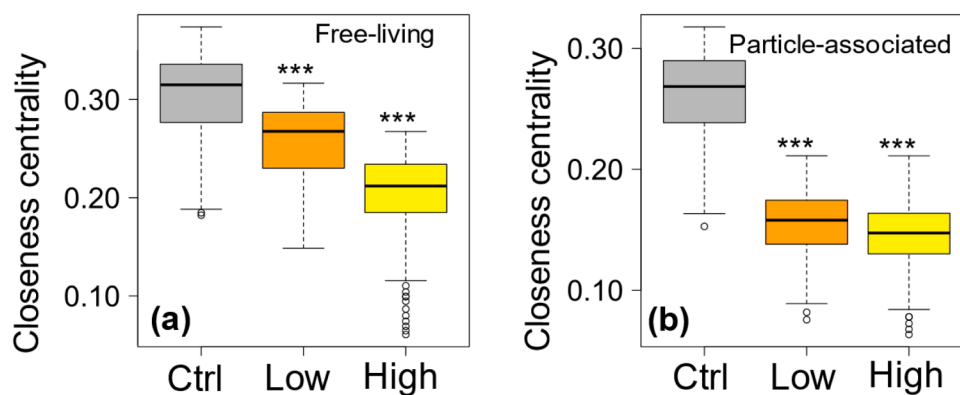 Closeness centrality
0.30
0.20
0.10
Free-living
***
***
(a)
Ctrl Low High
Closeness centrality
0.30
0.20
0.10
Particle-associated
*** ***
(b)
Ctrl Low High